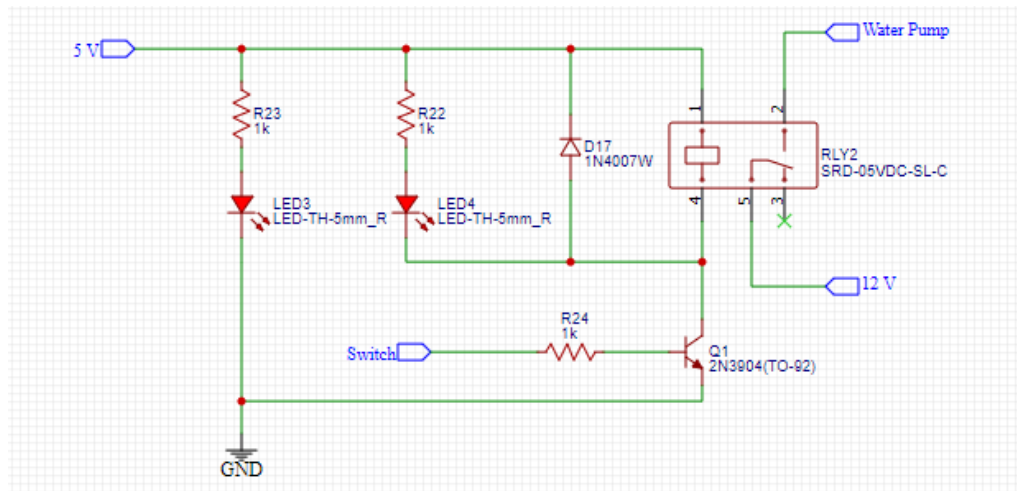 Water Pump
5 V
1
2
R23
1k
R22
1k
D17
1N4007W
RLY2
SRD-05VDC-SL-C
LED3
LED-TH-5mm_R
LED4
LED-TH-5mm_R
4
5
3
12 V
R24
1k
Switch
Q1
2N3904(TO-92)
GND